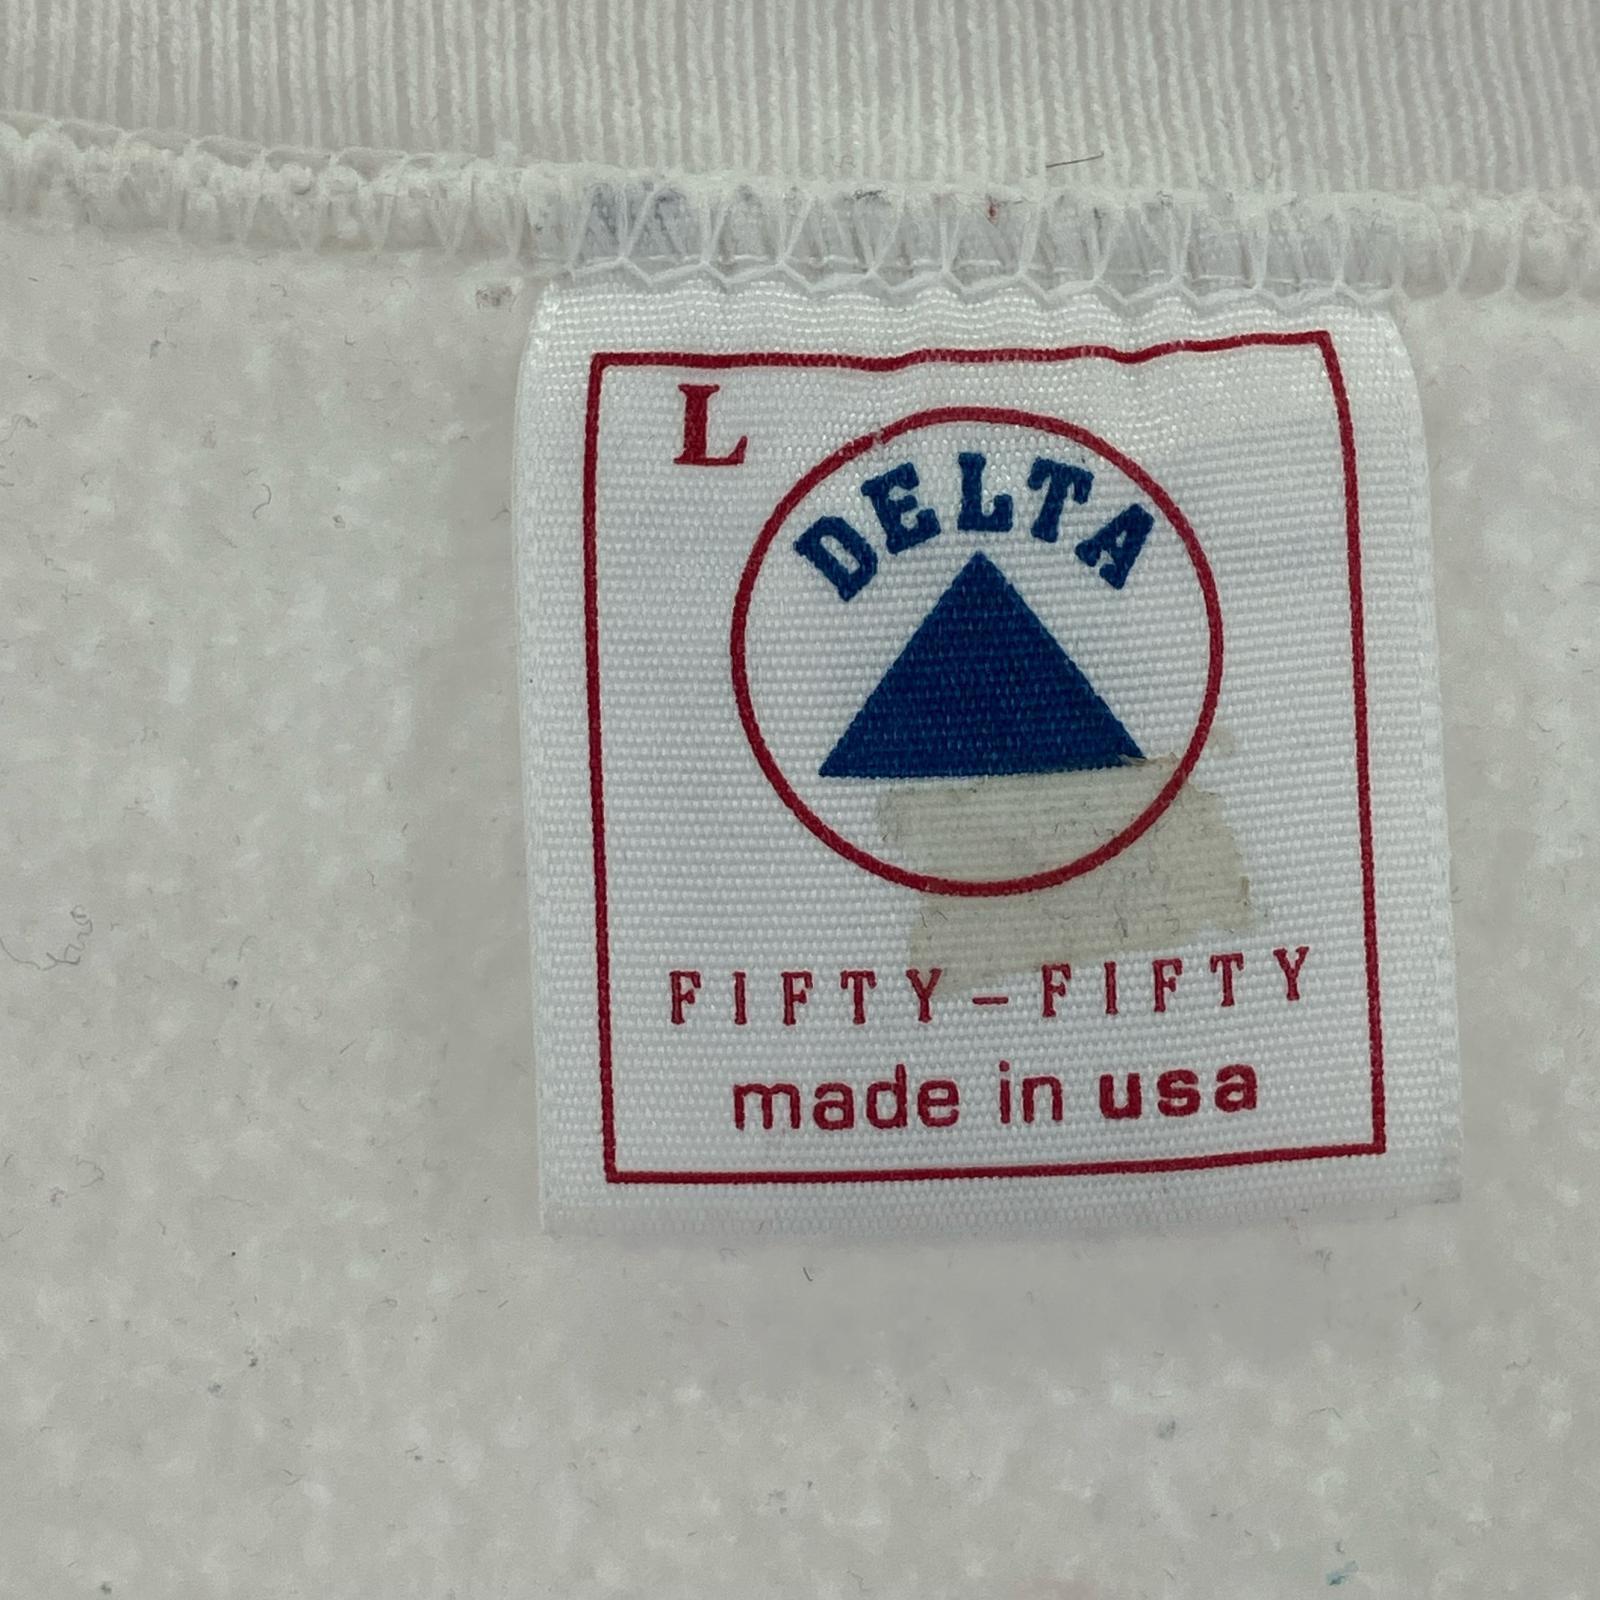 L
DELTA
FIFTY-FIFTY
made in usa